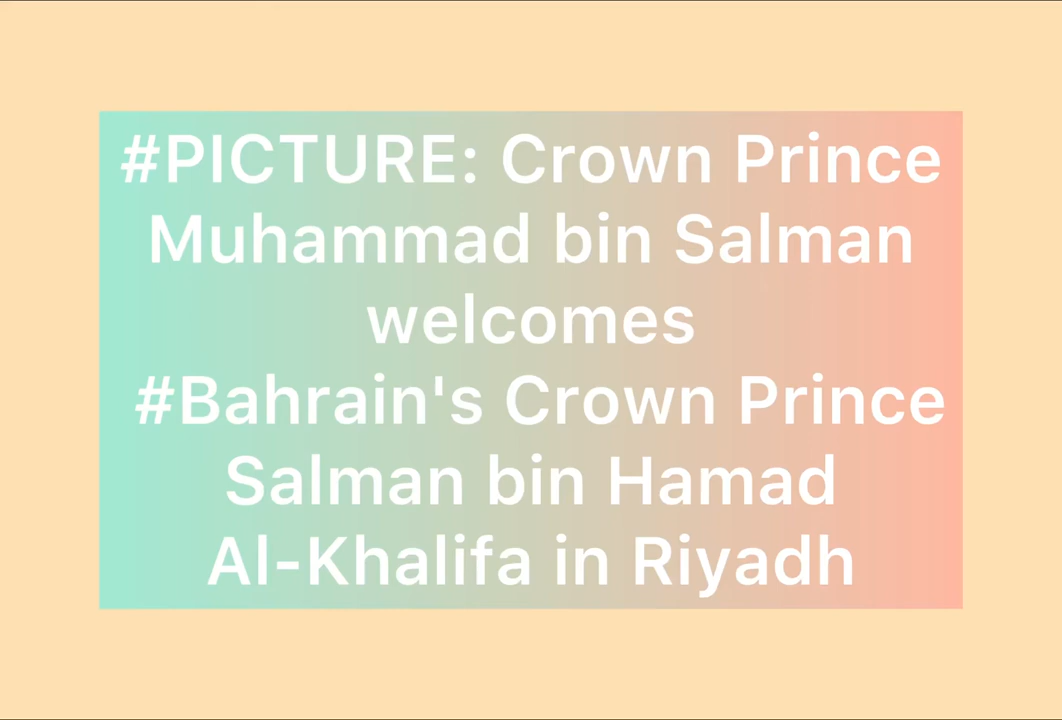 #PICTURE: Crown Prince
Muhammad bin Salman
welcomes
#Bahrain's Crown Prince
Salman bin Hamad
Al-Khalifa in Riyadh